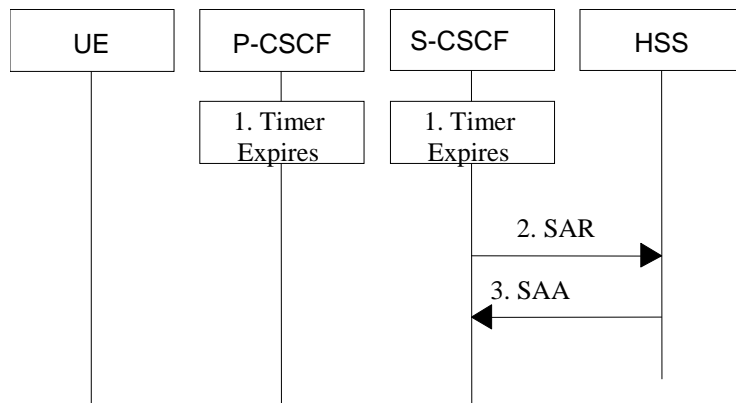 UE
P-CSCF
S-CSCF
HSS
1. Timer
Expires
1. Timer
Expires
2. SAR
3. SAA